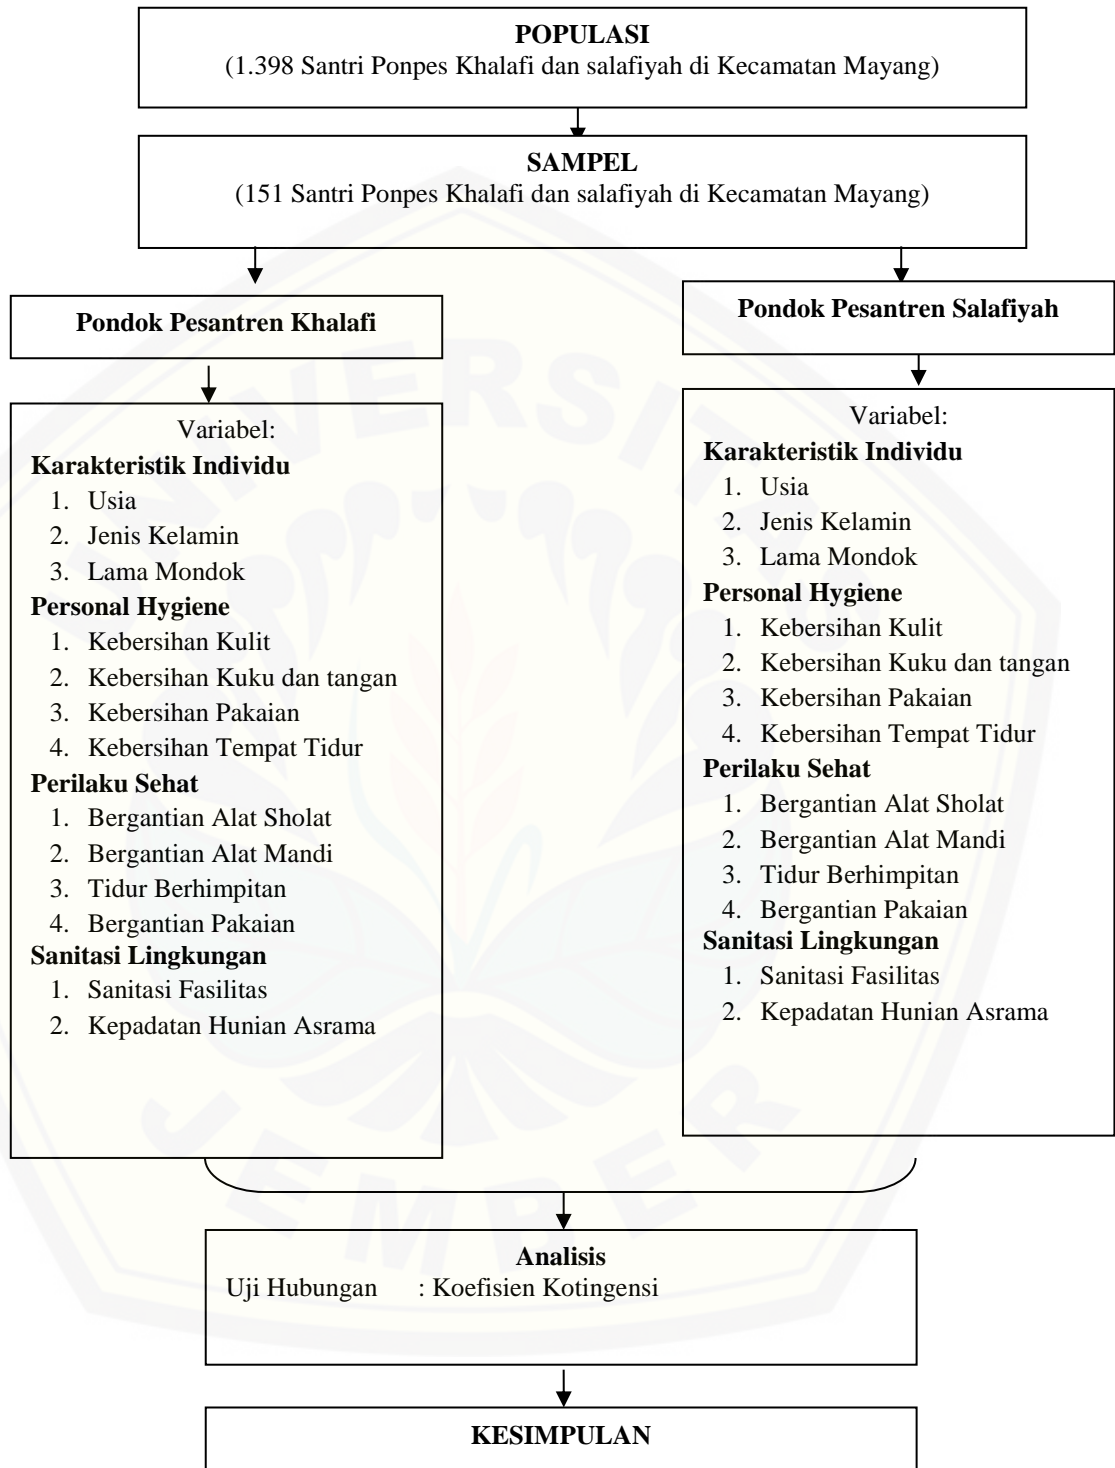 POPULASI
(1.398 Santri Ponpes Khalafi dan salafiyah di Kecamatan Mayang)
SAMPEL
(151 Santri Ponpes Khalafi dan salafiyah di Kecamatan Mayang)
Pondok Pesantren Khalafi
Variabel:
Karakteristik Individu
1. Usia
2. Jenis Kelamin
3. Lama Mondok
Personal Hygiene
1. Kebersihan Kulit
2. Kebersihan Kuku dan tangan
3. Kebersihan Pakaian
4. Kebersihan Tempat Tidur
Perilaku Sehat
1. Bergantian Alat Sholat
2. Bergantian Alat Mandi
3. Tidur Berhimpitan
4. Bergantian Pakaian
Sanitasi Lingkungan
1. Sanitasi Fasilitas
2. Kepadatan Hunian Asrama
Pondok Pesantren Salafiyah
Variabel:
Karakteristik Individu
1. Usia
2. Jenis Kelamin
3. Lama Mondok
Personal Hygiene
1. Kebersihan Kulit
2. Kebersihan Kuku dan tangan
3. Kebersihan Pakaian
4. Kebersihan Tempat Tidur
Perilaku Sehat
1. Bergantian Alat Sholat
2. Bergantian Alat Mandi
3. Tidur Berhimpitan
4. Bergantian Pakaian
Sanitasi Lingkungan
1. Sanitasi Fasilitas
2. Kepadatan Hunian Asrama
Analisis
Uji Hubungan : Koefisien Kotingensi
KESIMPULAN
UNIVERSITAS
JEMBER